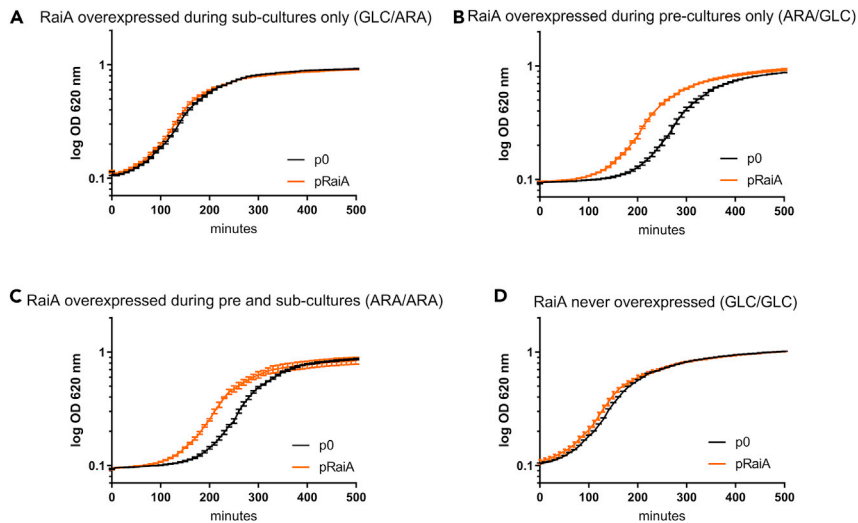 A
RaiA overexpressed during sub-cultures only (GLC/ARA)
1
0.1
log OD 620 nm
p0
pRaiA
0 100 200 300 400 500
minutes
B
RaiA overexpressed during pre-cultures only (ARA/GLC)
1
0.1
log OD 620 nm
p0
pRaiA
0 100 200 300 400 500
minutes
C
RaiA overexpressed during pre and sub-cultures (ARA/ARA)
1
0.1
log OD 620 nm
p0
pRaiA
0 100 200 300 400 500
minutes
D
RaiA never overexpressed (GLC/GLC)
1
0.1
log OD 620 nm
p0
pRaiA
0 100 200 300 400 500
minutes